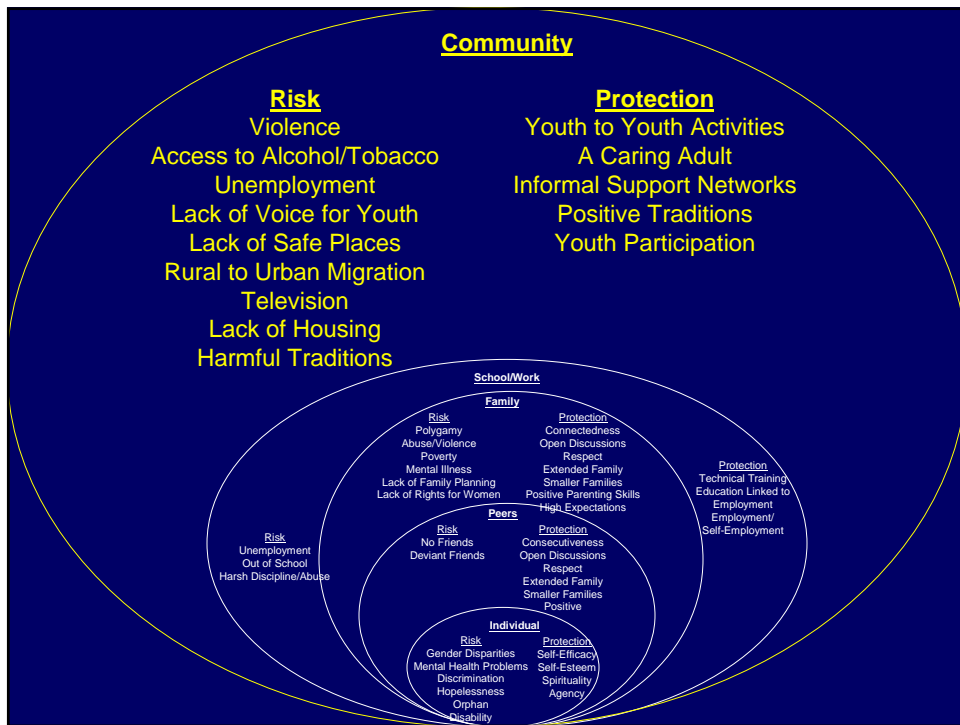 Community
Risk
Violence
Access to Alcohol/Tobacco
Unemployment
Lack of Voice for Youth
Lack of Safe Places
Rural to Urban Migration
Television
Lack of Housing
Harmful Traditions
Protection
Youth to Youth Activities
A Caring Adult
Informal Support Networks
Positive Traditions
Youth Participation
School/Work
Risk
Unemployment
Out of School
Harsh Discipline/Abuse
Protection
Technical Training
Education Linked to
Employment
Employment/
Self-Employment
Family
Risk
Polygamy
Abuse/Violence
Poverty
Mental Illness
Lack of Family Planning
Lack of Rights for Women
Protection
Connectedness
Open Discussions
Respect
Extended Family
Smaller Families
Positive Parenting Skills
High Expectations
Peers
Risk
No Friends
Deviant Friends
Protection
Consecutiveness
Open Discussions
Respect
Extended Family
Smaller Families
Positive
Individual
Risk
Gender Disparities
Mental Health Problems
Discrimination
Hopelessness
Orphan
Disability
Protection
Self-Efficacy
Self-Esteem
Spirituality
Agency